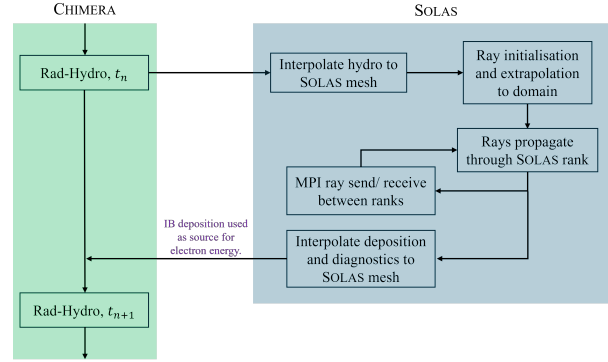 CHIMERA
SOLAS
Rad-Hydro, tₙ
Interpolate hydro to
SOLAS mesh
Ray initialisation
and extrapolation
to domain
Rays propagate
through SOLAS rank
MPI ray send/ receive
between ranks
IB deposition used
as source for
electron energy.
Interpolate deposition
and diagnostics to
SOLAS mesh
Rad-Hydro, tₙ₊₁